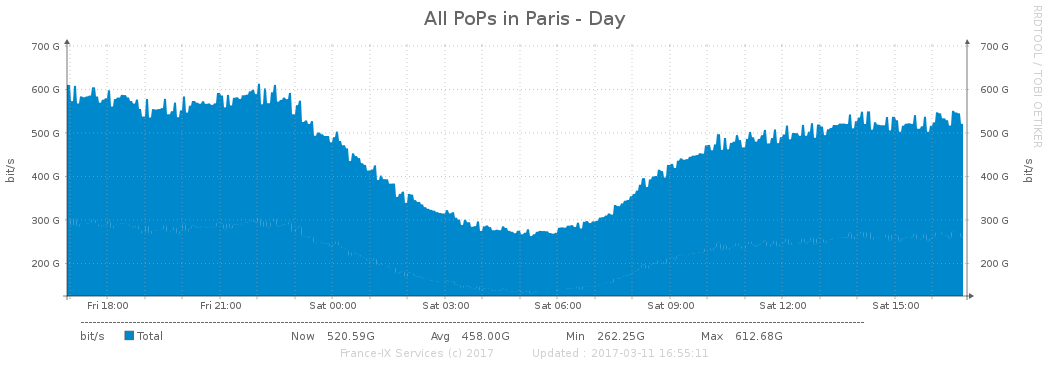 All PoPs in Paris - Day
RRDTOOL / TOBI OETIKER
bit/s
700 G
600 G
500 G
400 G
300 G
200 G
700 G
600 G
500 G
400 G
300 G
200 G
bit/s
Fri 18:00 Fri 21:00 Sat 00:00 Sat 03:00 Sat 06:00 Sat 09:00 Sat 12:00 Sat 15:00
bit/s Total Now 520.59G Avg 458.00G Min 262.25G Max 612.68G
France-IX Services (c) 2017 Updated : 2017-03-11 16:55:11